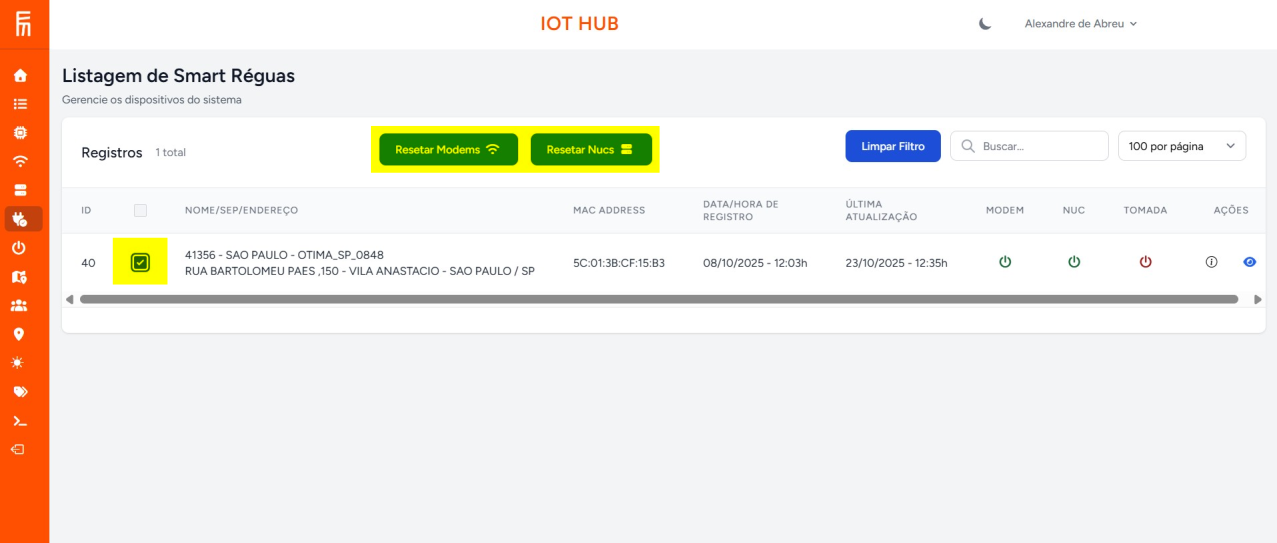 IOT HUB
Alexandre de Abreu
Listagem de Smart Réguas
Gerencie os dispositivos do sistema
Registros 1 total
Resetar Modems
Resetar Nucs
Limpar Filtro
Buscar...
100 por página
ID
NOME/SEP/ENDEREÇO
MAC ADDRESS
DATA/HORA DE
REGISTRO
ÚLTIMA
ATUALIZAÇÃO
MODEM
NUC
TOMADA
AÇÕES
40
41356 - SAO PAULO - OTIMA_SP_0848
RUA BARTOLOMEU PAES ,150 - VILA ANASTACIO - SAO PAULO / SP
5C:01:3B:CF:15:B3
08/10/2025 - 12:03h
23/10/2025 - 12:35h